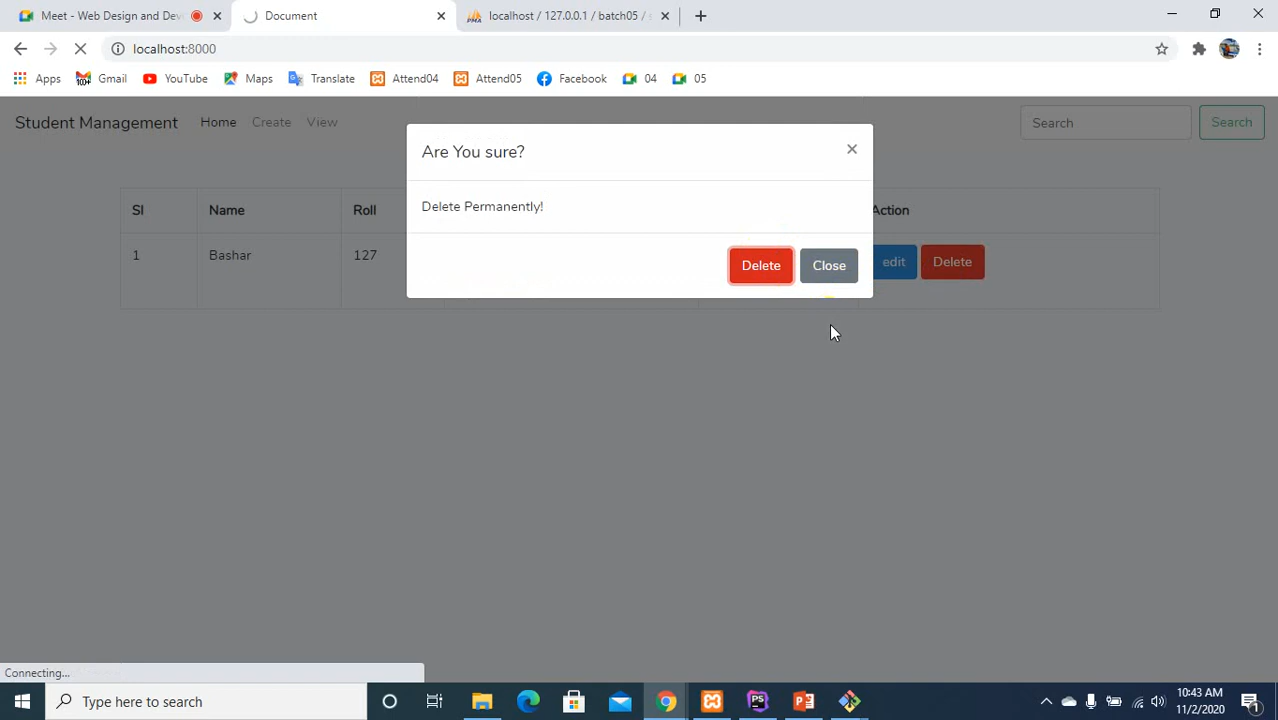 Meet - Web Design and Dev
Document
localhost / 127.0.0.1 / batch05 / s
localhost:8000
Apps
Gmail
YouTube
Maps
Translate
Attend04
Attend05
Facebook
04
05
Student Management
Home
Create
View
Search
Search
Are You sure?
×
Delete Permanently!
Delete
Close
Sl
Name
Roll
Action
1
Bashar
127
edit
Delete
Connecting...
Type here to search
10:43 AM
11/2/2020